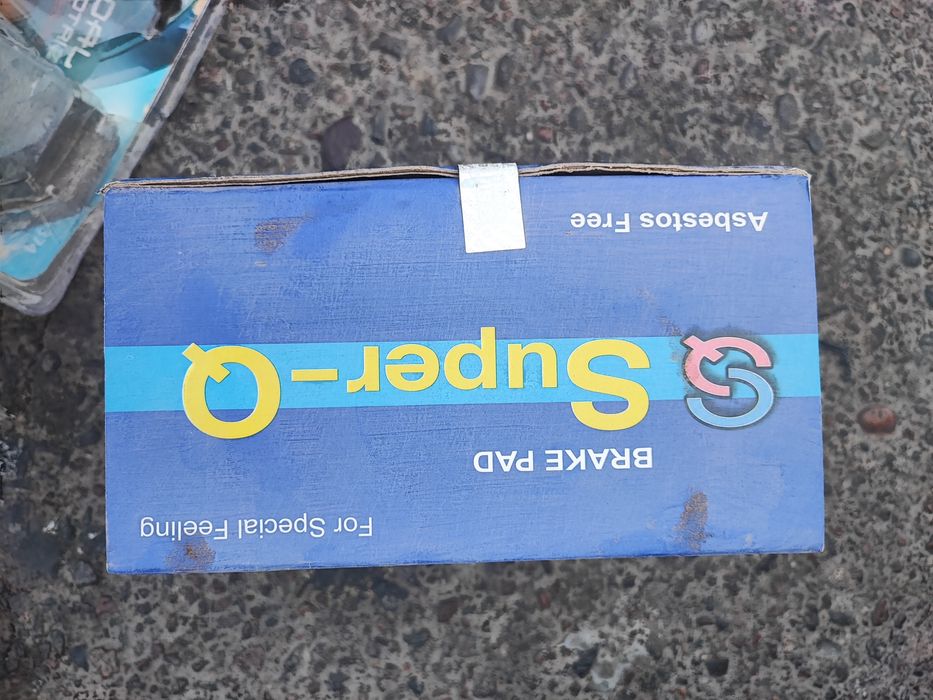 For Special Feeling
BRAKE PAD
Super-Q
Asbestos Free